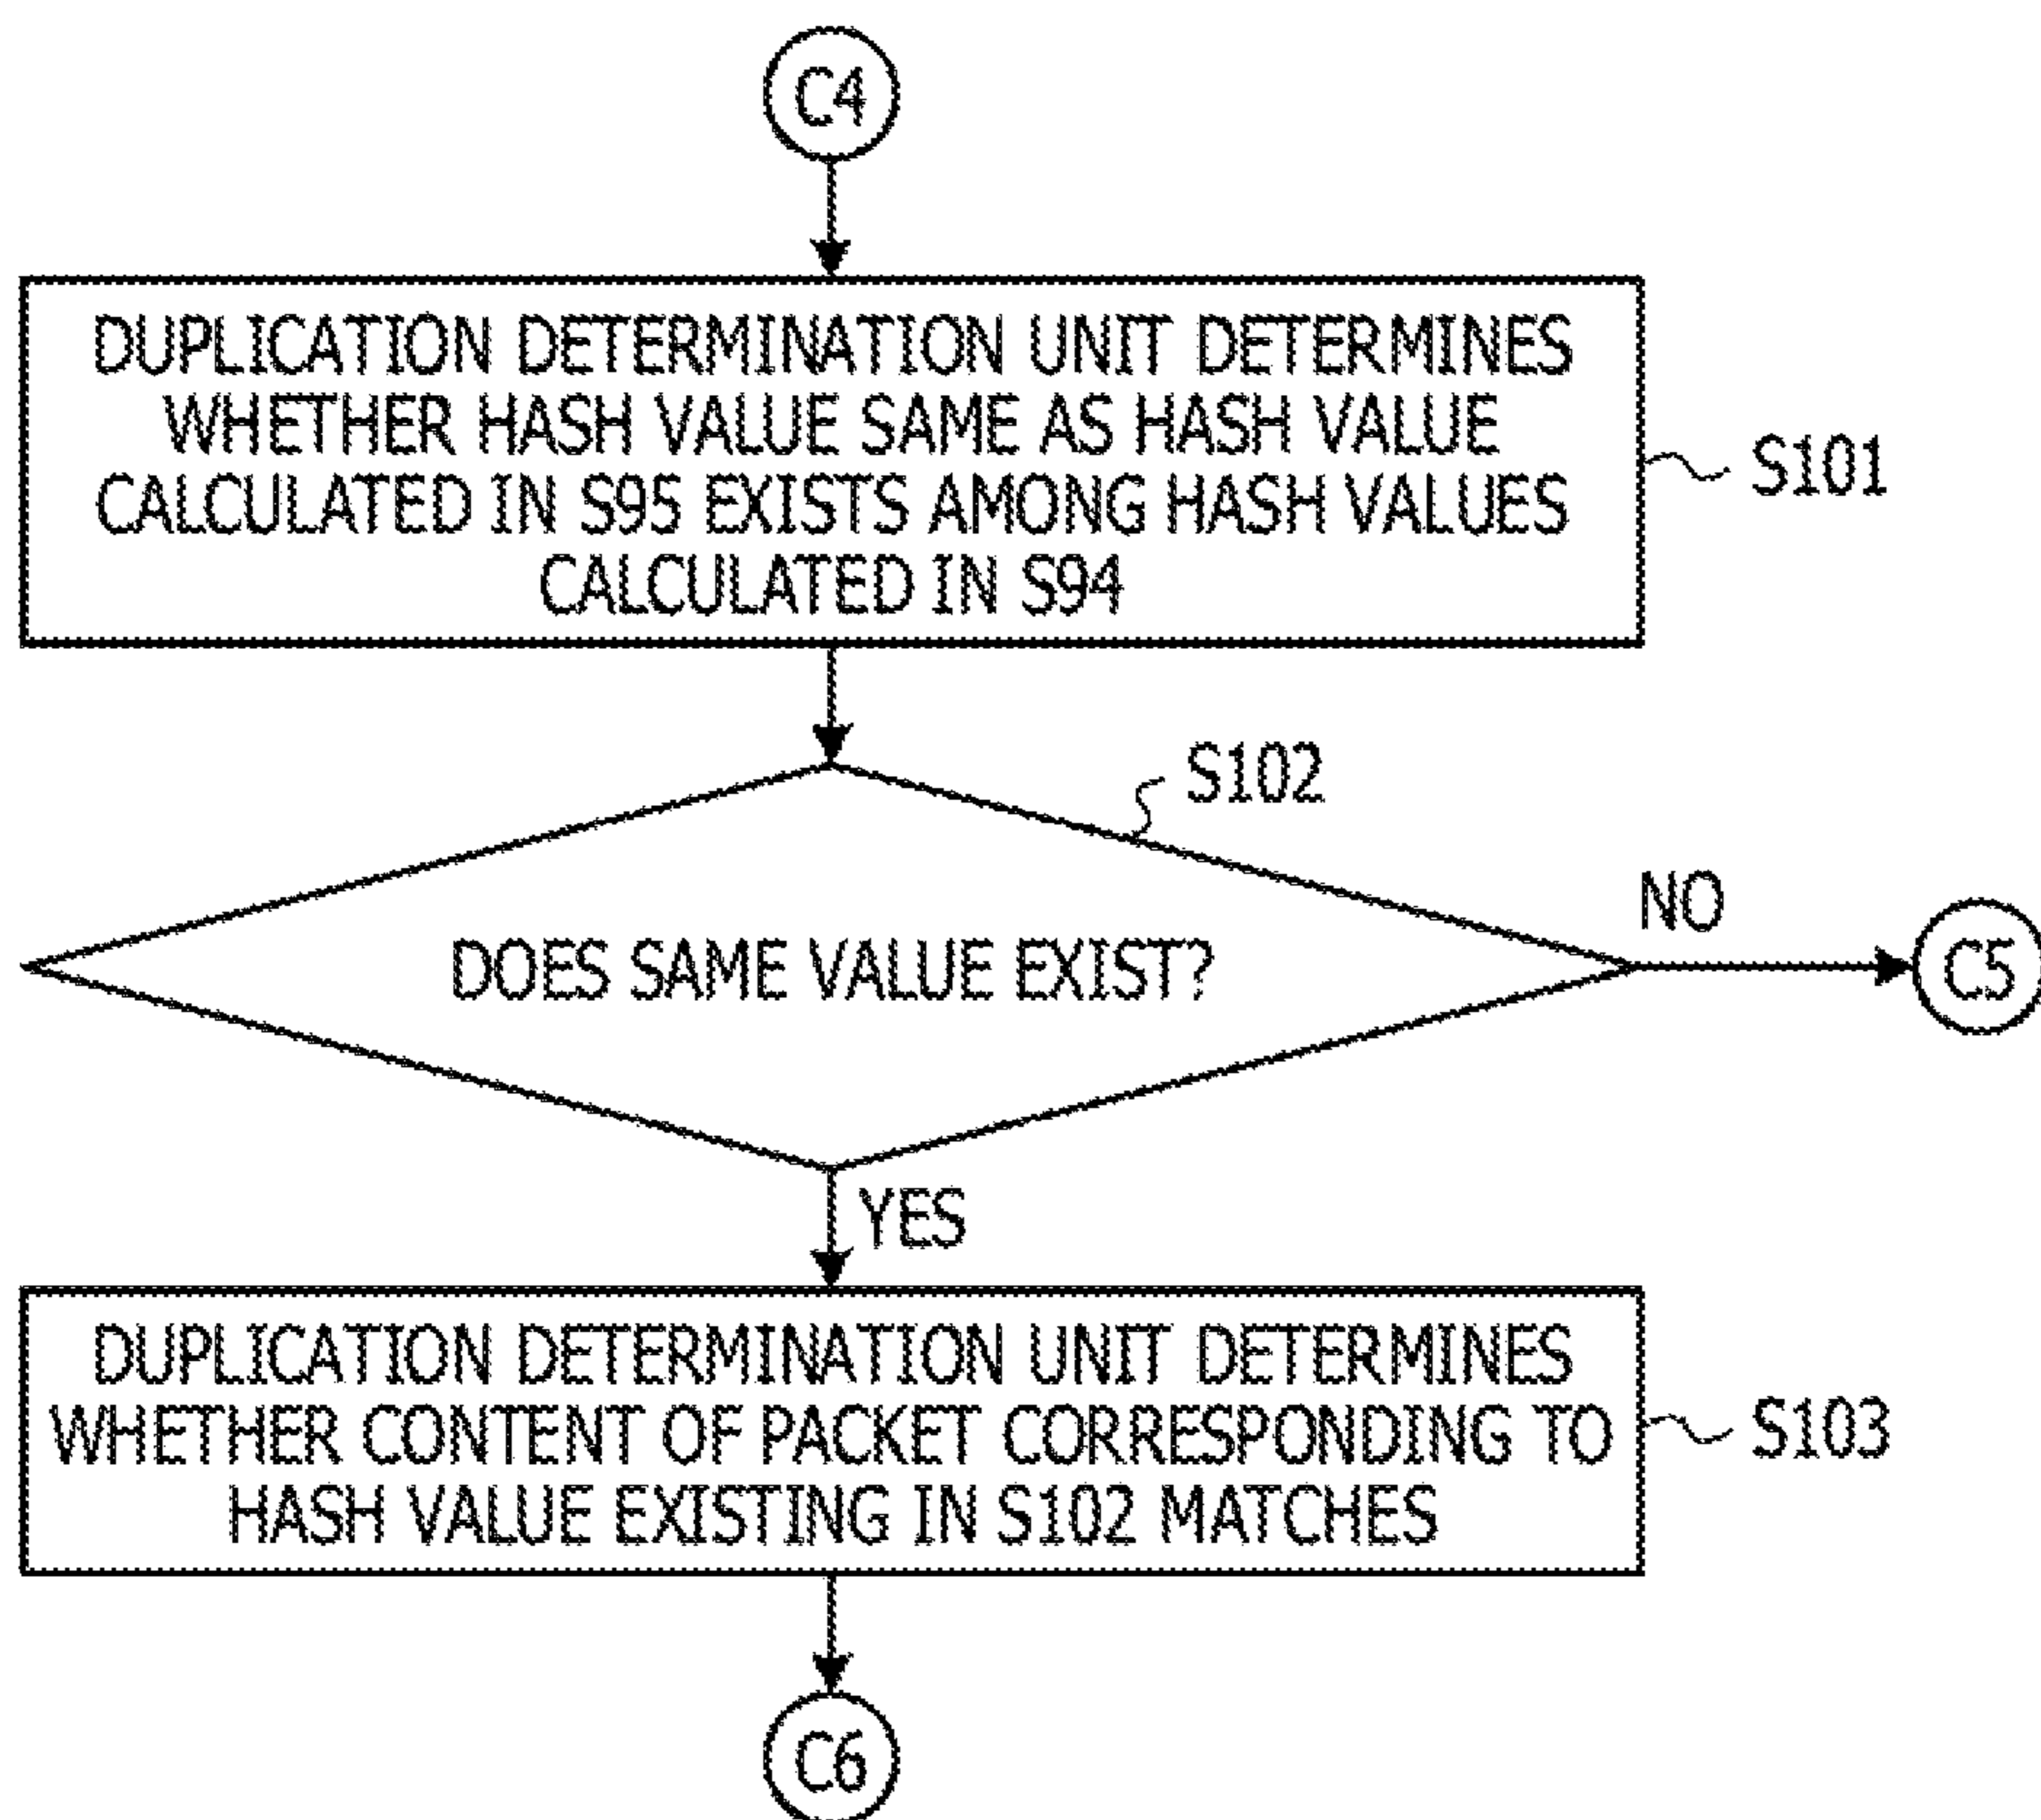 C4
DUPLICATION DETERMINATION UNIT DETERMINES
WHETHER HASH VALUE SAME AS HASH VALUE
CALCULATED IN S95 EXISTS AMONG HASH VALUES
CALCULATED IN S94
S101
S102
DOES SAME VALUE EXIST?
NO
C5
YES
DUPLICATION DETERMINATION UNIT DETERMINES
WHETHER CONTENT OF PACKET CORRESPONDING TO
HASH VALUE EXISTING IN S102 MATCHES
S103
C6